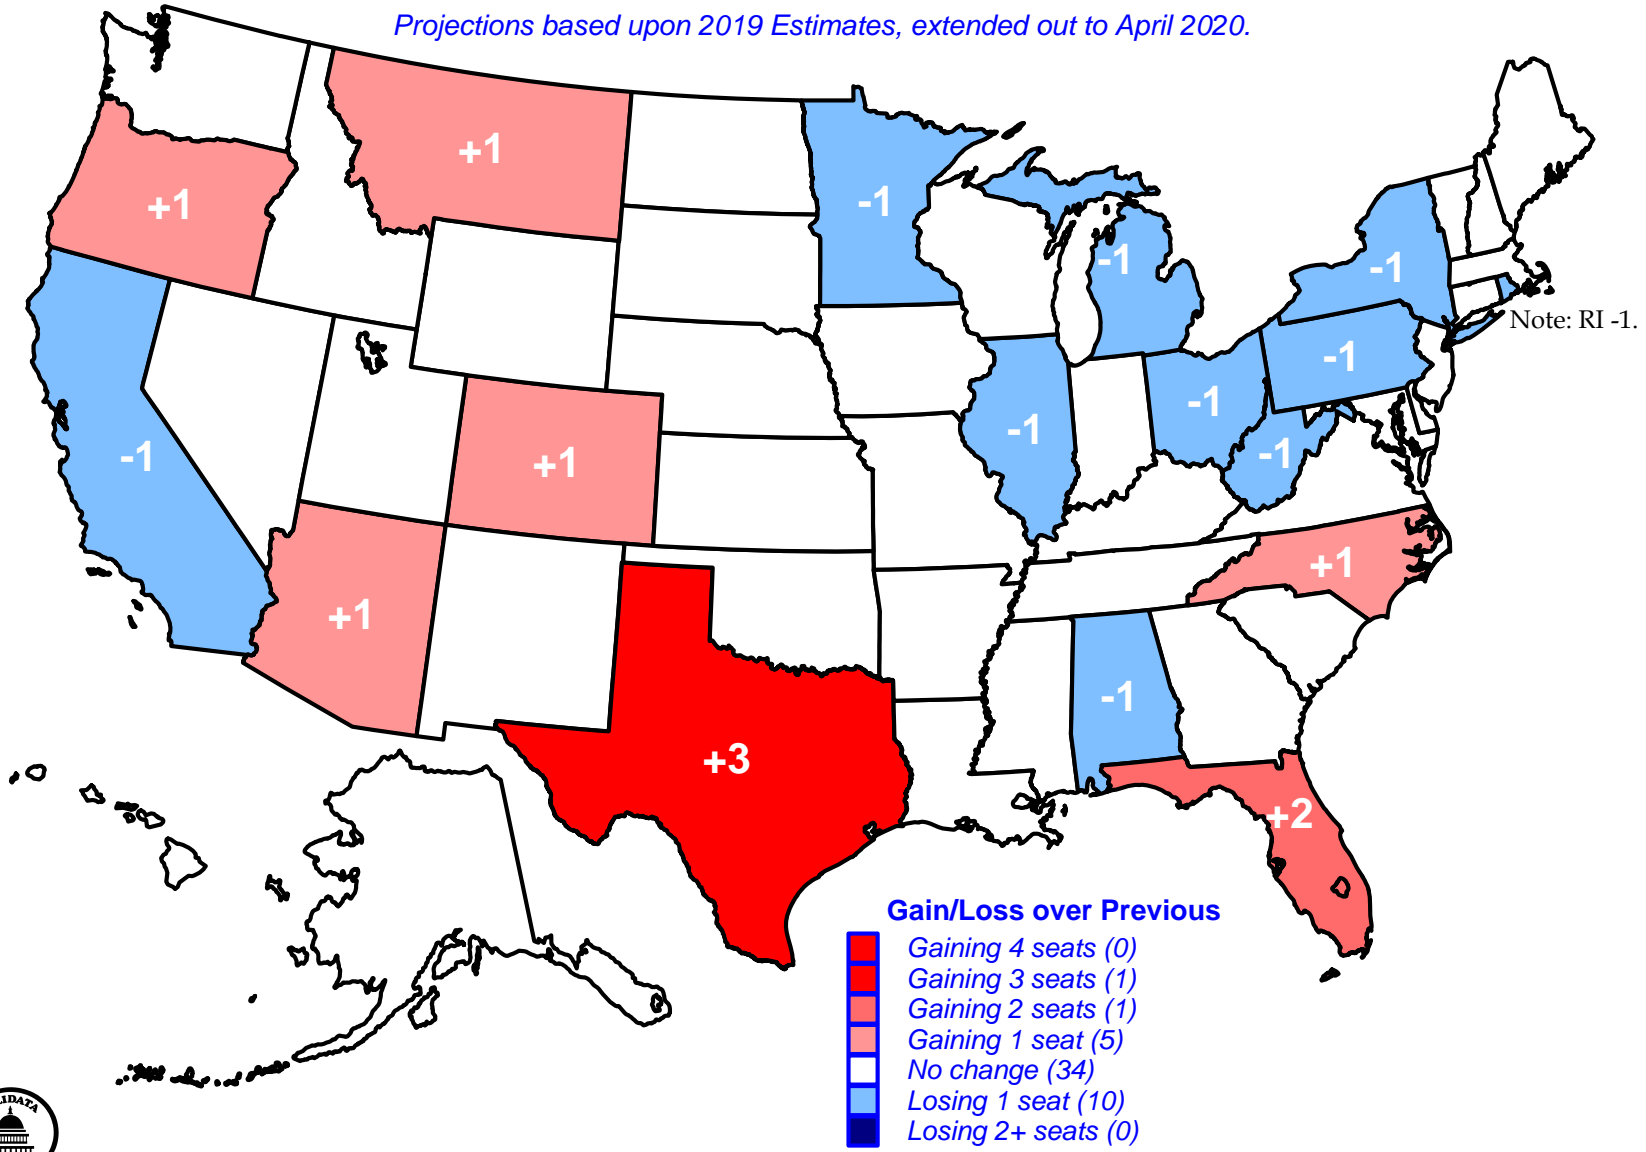 Projections based upon 2019 Estimates, extended out to April 2020.
+1
+1
-1
-1
-1
Note: RI -1.
-1
-1
-1
-1
-1
+1
-1
+1
+1
-1
+3
+2
Gain/Loss over Previous
Gaining 4 seats (0)
Gaining 3 seats (1)
Gaining 2 seats (1)
Gaining 1 seat (5)
No change (34)
Losing 1 seat (10)
Losing 2+ seats (0)
LIDATA